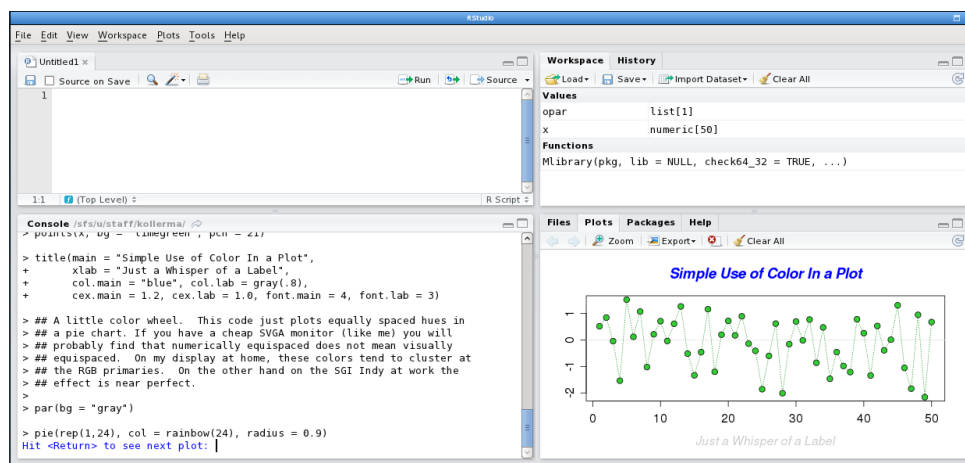 RStudio
File Edit View Workspace Plots Tools Help
Untitled1 ×
Source on Save Run Source
1
1:1 (Top Level) R Script
Console /sfs/u/staff/kollerma/
> points(x, bg = "limegreen", pch = 21)
> title(main = "Simple Use of Color In a Plot",
+ xlab = "Just a Whisper of a Label",
+ col.main = "blue", col.lab = gray(.8),
+ cex.main = 1.2, cex.lab = 1.0, font.main = 4, font.lab = 3)
> ## A little color wheel. This code just plots equally spaced hues in
> ## a pie chart. If you have a cheap SVGA monitor (like me) you will
> ## probably find that numerically equispaced does not mean visually
> ## equispaced. On my display at home, these colors tend to cluster at
> ## the RGB primaries. On the other hand on the SGI Indy at work the
> ## effect is near perfect.
>
> par(bg = "gray")
> pie(rep(1,24), col = rainbow(24), radius = 0.9)
Hit <Return> to see next plot:
Workspace History
Load Save Import Dataset Clear All
Values
opar list[1]
x numeric[50]
Functions
Mlibrary(pkg, lib = NULL, check64_32 = TRUE, ...)
Files Plots Packages Help
Zoom Export Clear All
Simple Use of Color In a Plot
1
0
-1
-2
0 10 20 30 40 50
Just a Whisper of a Label